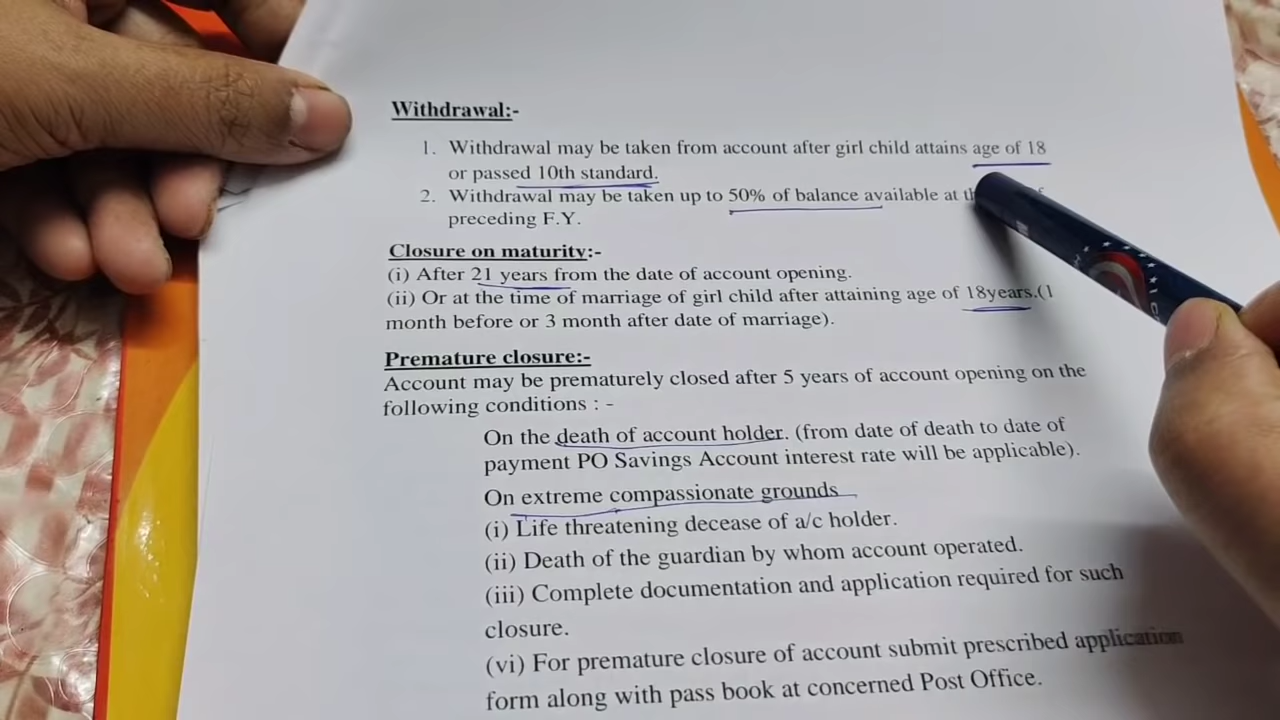 Withdrawal:-
1. Withdrawal may be taken from account after girl child attains age of 18
or passed 10th standard.
2. Withdrawal may be taken up to 50% of balance available at
preceding F.Y.
Closure on maturity:-
(i) After 21 years from the date of account opening.
(ii) Or at the time of marriage of girl child after attaining age of 18years.(1
month before or 3 month after date of marriage).
Premature closure:-
Account may be prematurely closed after 5 years of account opening on the
following conditions : -
On the death of account holder. (from date of death to date of
payment PO Savings Account interest rate will be applicable).
On extreme compassionate grounds
(i) Life threatening decease of a/c holder.
(ii) Death of the guardian by whom account operated.
(iii) Complete documentation and application required for such
closure.
(vi) For premature closure of account submit prescribed application
form along with pass book at concerned Post Office.